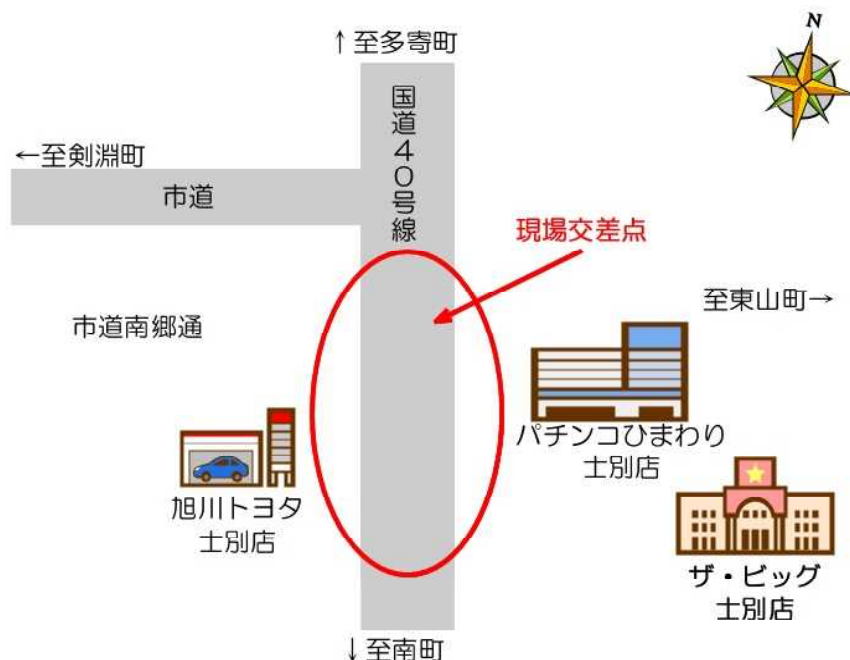 N
↑至多寄町
国道40号線
←至剣淵町
市道
現場交差点
至東山町→
市道南郷通
パチンコひまわり
士別店
旭川トヨタ
士別店
ザ・ビッグ
士別店
↓至南町